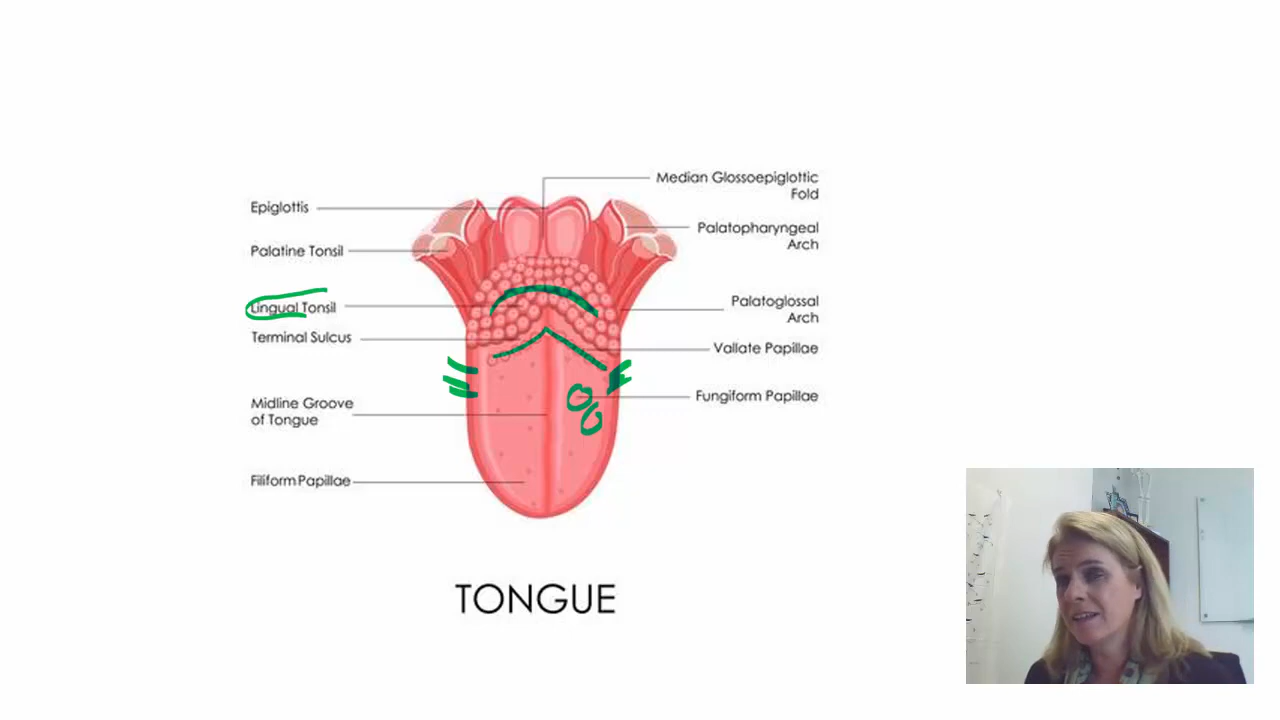 Median Glossoepiglottic
Fold
Epiglottis
Palatopharyngeal
Arch
Palatine Tonsil
Lingual Tonsil
Palatoglossal
Arch
Terminal Sulcus
Vallate Papillae
Midline Groove
of Tongue
Fungiform Papillae
Filiform Papillae
TONGUE